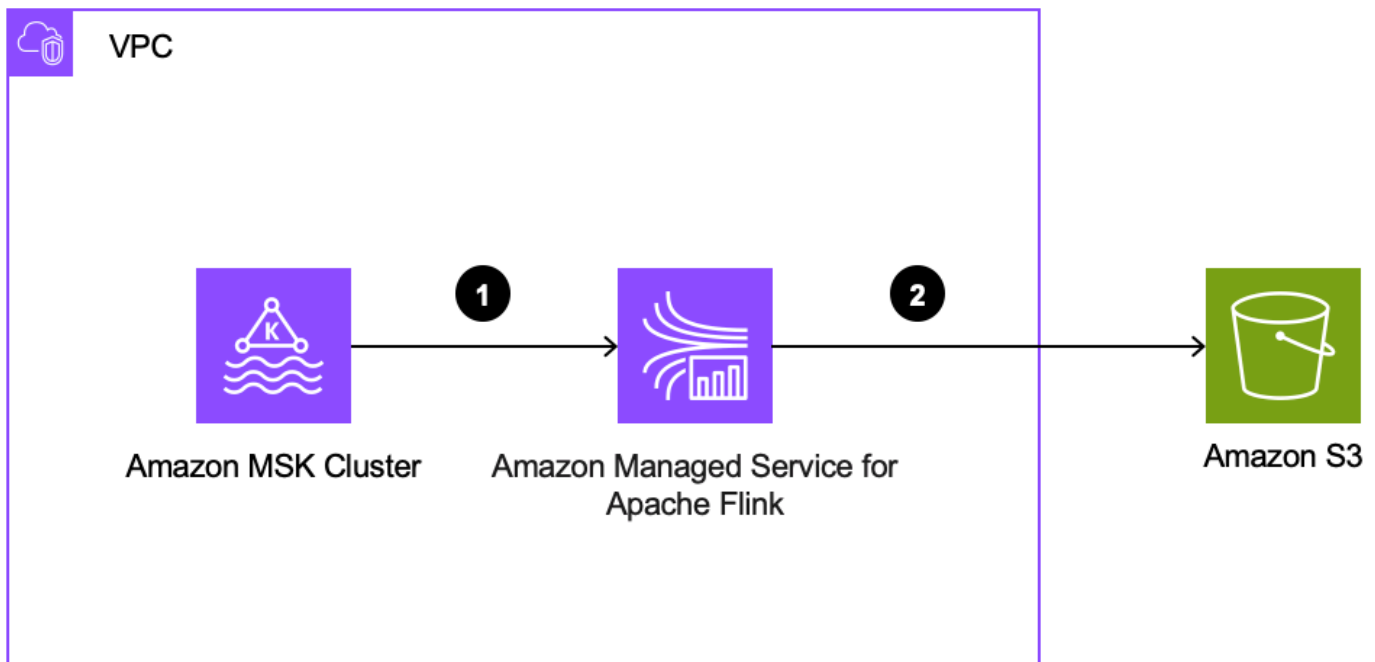 VPC
1
2
K
Amazon MSK Cluster
Amazon Managed Service for
Apache Flink
Amazon S3